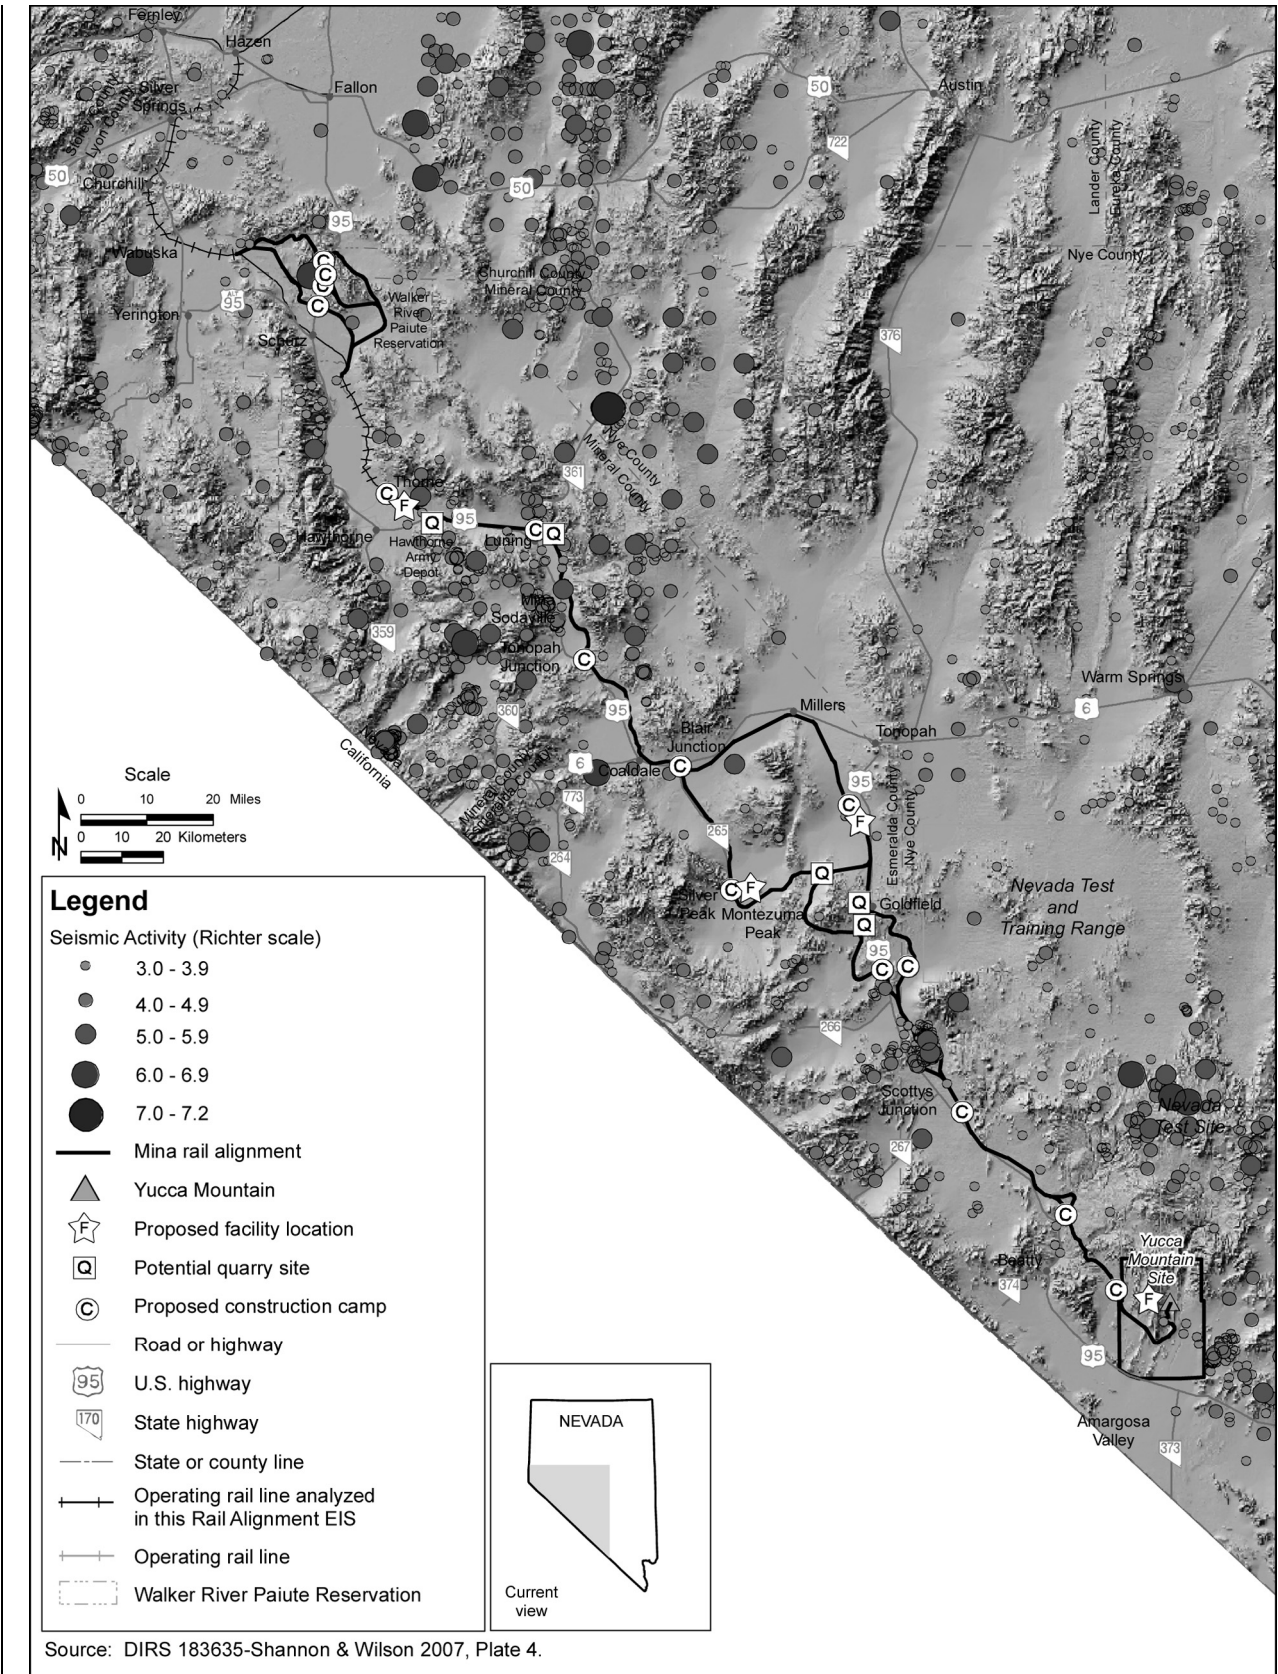 Fernley
Hazen
Silver
Springs
Storey County
Lyon County
Fallon
50
Austin
722
50
Churchill
50
95
Lander County
Eureka County
Wabuska
Nye County
Churchill County
Mineral County
95
Yerington
Walker
River
Paiute
Reservation
Schurz
376
Nye County
Mineral County
361
C
Thorne
F
Q
95
C
Q
Hawthorne
Hawthorne
Army
Depot
Luning
Mina
Sodaville
359
Tonopah
Junction
C
Warm Springs
6
360
95
Millers
Blair
Junction
Tonopah
Nevada
California
6
Coaldale
C
95
Mineral County
Esmeralda County
773
C
F
265
Esmeralda County
Nye County
264
Q
C
F
Silver
Peak
Montezuma
Peak
Q
Goldfield
Q
Nevada Test
and
Training Range
95
C
C
266
Scottys
Junction
C
Nevada
Test Site
267
C
Beatty
374
Yucca
Mountain
Site
C
F
95
Amargosa
Valley
373
Scale
0 10 20 Miles
0 10 20 Kilometers
N
Legend
Seismic Activity (Richter scale)
3.0 - 3.9
4.0 - 4.9
5.0 - 5.9
6.0 - 6.9
7.0 - 7.2
Mina rail alignment
Yucca Mountain
F Proposed facility location
Q Potential quarry site
C Proposed construction camp
Road or highway
95 U.S. highway
170 State highway
State or county line
Operating rail line analyzed
in this Rail Alignment EIS
Operating rail line
Walker River Paiute Reservation
NEVADA
Current
view
Source: DIRS 183635-Shannon & Wilson 2007, Plate 4.